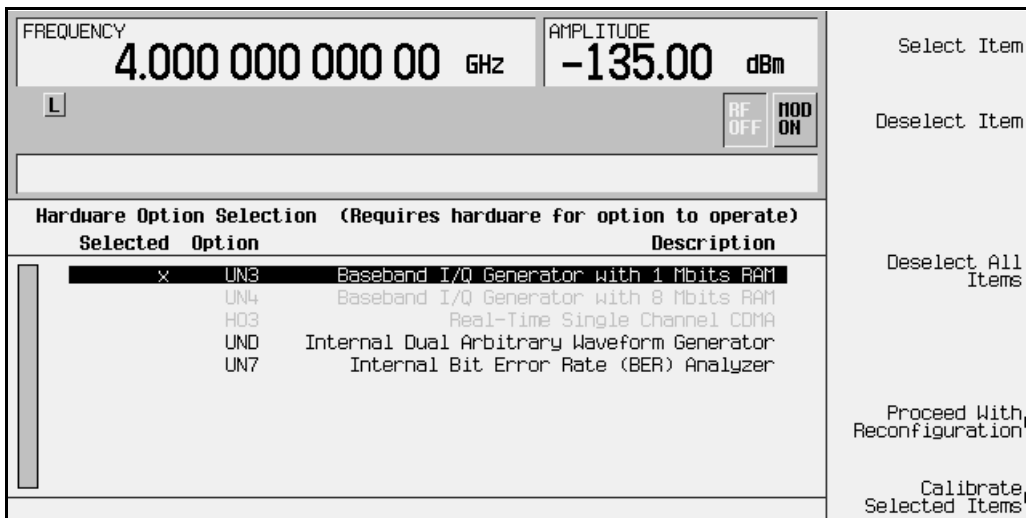 FREQUENCY
4.000 000 000 00 GHz
AMPLITUDE
-135.00 dBm
L
RF OFF
MOD ON
Hardware Option Selection (Requires hardware for option to operate)
Selected Option Description
x UN3 Baseband I/Q Generator with 1 Mbits RAM
UN4 Baseband I/Q Generator with 8 Mbits RAM
H03 Real-Time Single Channel CDMA
UND Internal Dual Arbitrary Waveform Generator
UN7 Internal Bit Error Rate (BER) Analyzer
Select Item
Deselect Item
Deselect All
Items
Proceed With
Reconfiguration
Calibrate
Selected Items